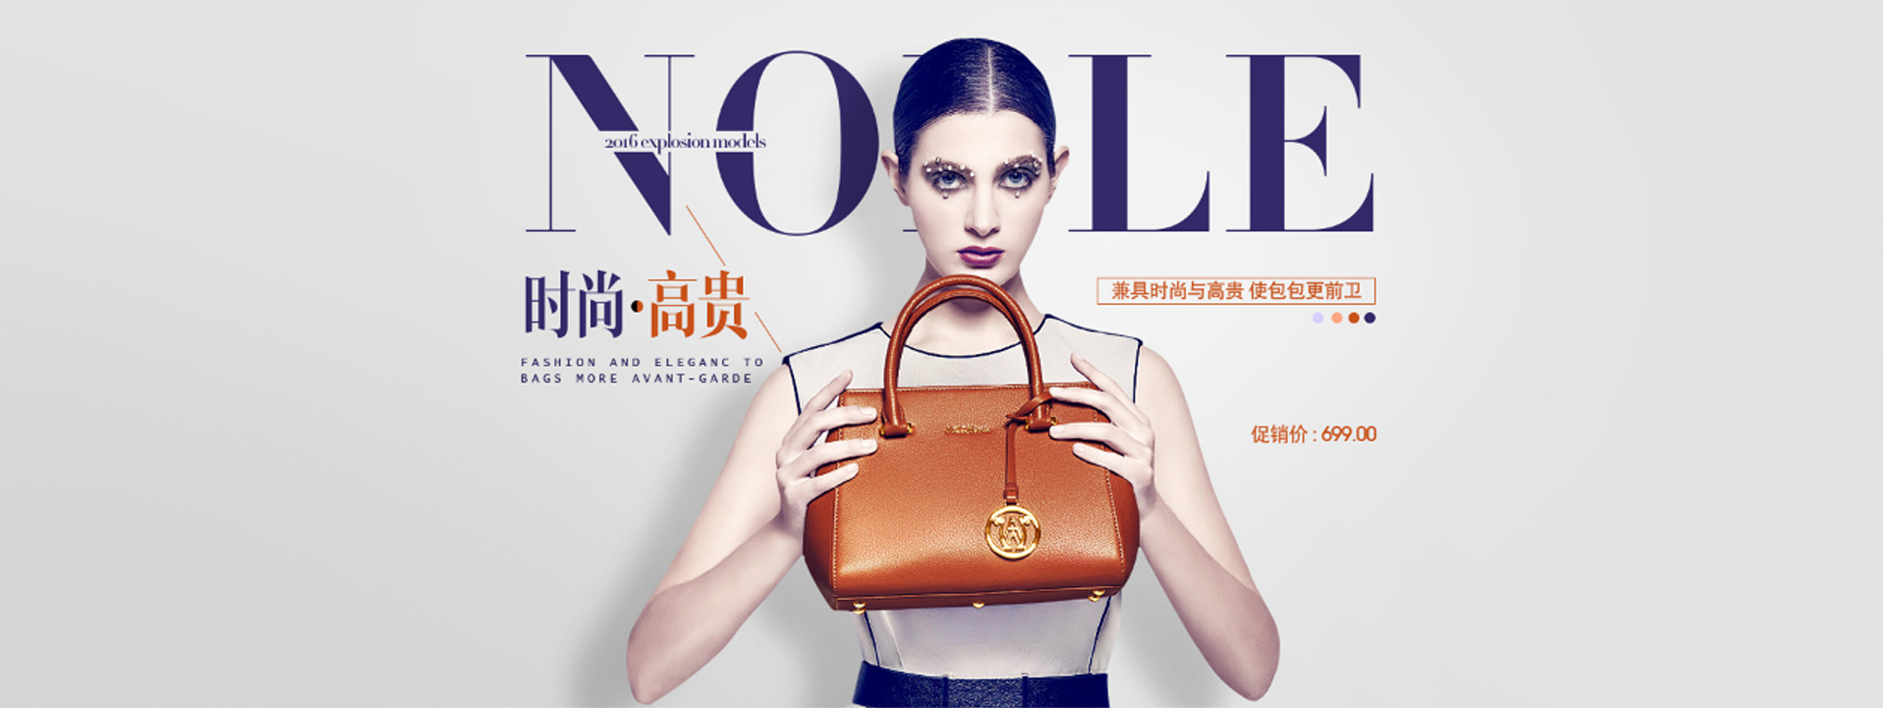 NOBLE
2016 explosion models
时尚·高贵
FASHION AND ELEGANC TO
BAGS MORE AVANT-GARDE
兼具时尚与高贵 使包包更前卫
促销价 : 699.00